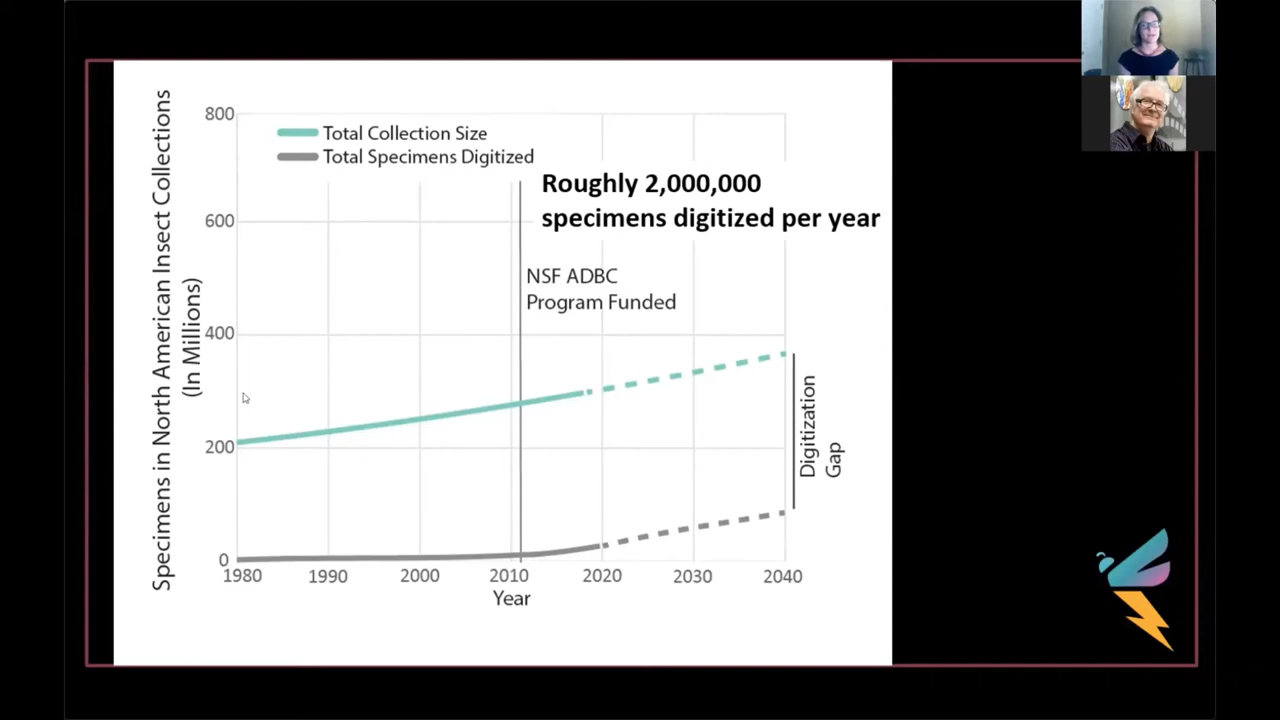 Specimens in North American Insect Collections
(In Millions)
800
600
400
200
0
Total Collection Size
Total Specimens Digitized
Roughly 2,000,000
specimens digitized per year
NSF ADBC
Program Funded
Digitization
Gap
1980 1990 2000 2010 2020 2030 2040
Year